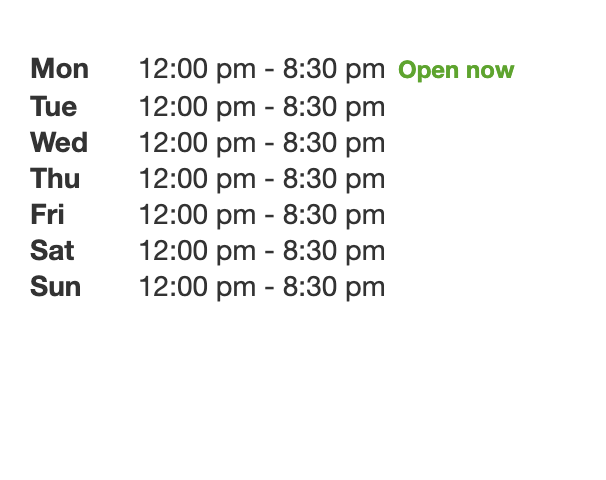 Mon 12:00 pm - 8:30 pm Open now
Tue 12:00 pm - 8:30 pm
Wed 12:00 pm - 8:30 pm
Thu 12:00 pm - 8:30 pm
Fri 12:00 pm - 8:30 pm
Sat 12:00 pm - 8:30 pm
Sun 12:00 pm - 8:30 pm